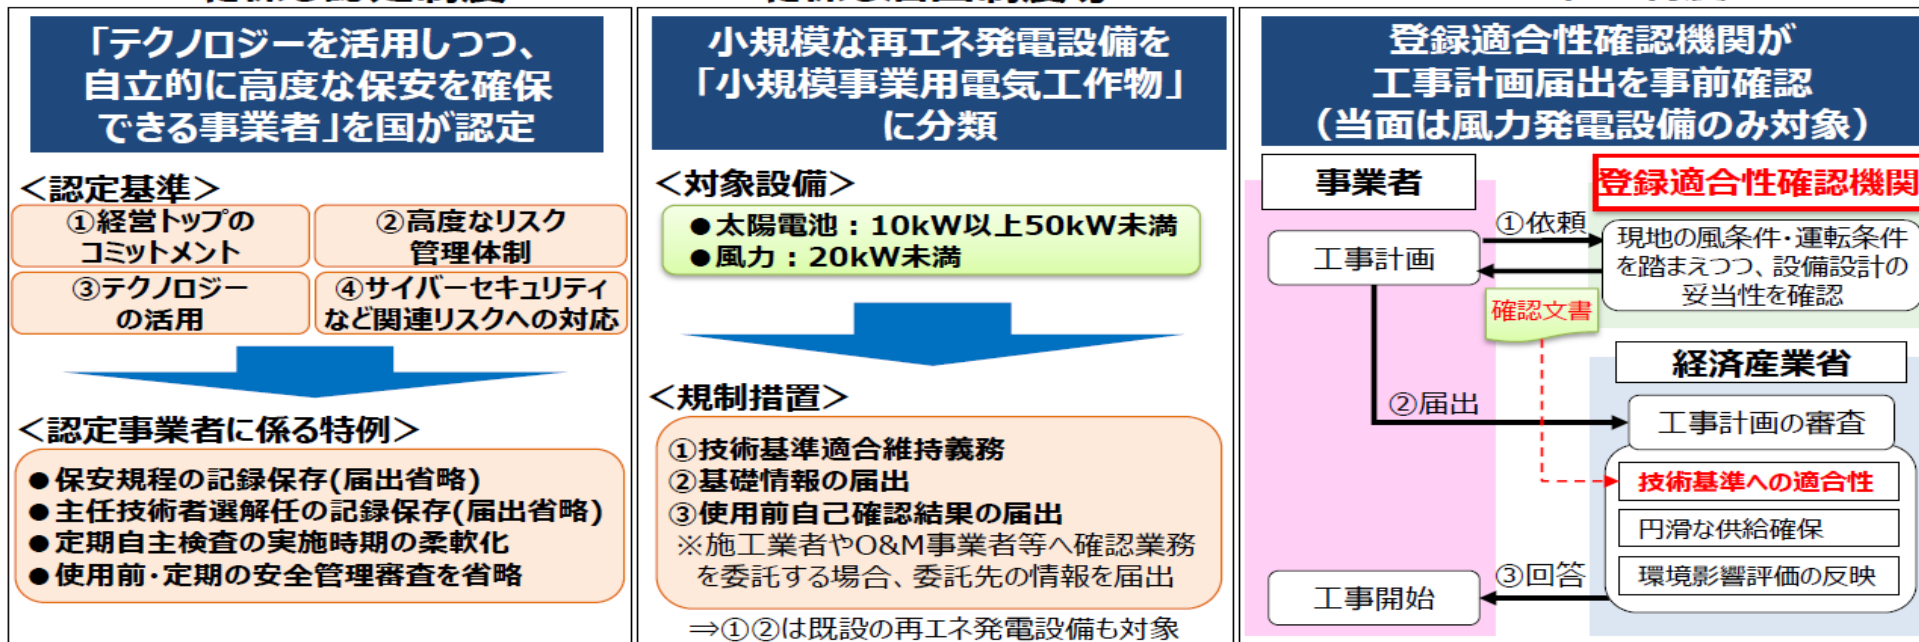 「テクノロジーを活用しつつ、
自立的に高度な保安を確保
できる事業者」を国が認定
＜認定基準＞
①経営トップの
コミットメント
②高度なリスク
管理体制
③テクノロジー
の活用
④サイバーセキュリティ
など関連リスクへの対応
＜認定事業者に係る特例＞
●保安規程の記録保存(届出省略)
●主任技術者選解任の記録保存(届出省略)
●定期自主検査の実施時期の柔軟化
●使用前・定期の安全管理審査を省略
小規模な再エネ発電設備を
「小規模事業用電気工作物」
に分類
＜対象設備＞
●太陽電池：10kW以上50kW未満
●風力：20kW未満
＜規制措置＞
①技術基準適合維持義務
②基礎情報の届出
③使用前自己確認結果の届出
※施工業者やO&M事業者等へ確認業務
を委託する場合、委託先の情報を届出
⇒①②は既設の再エネ発電設備も対象
登録適合性確認機関が
工事計画届出を事前確認
（当面は風力発電設備のみ対象）
事業者
登録適合性確認機関
①依頼
工事計画
現地の風条件・運転条件
を踏まえつつ、設備設計の
妥当性を確認
確認文書
経済産業省
②届出
工事計画の審査
技術基準への適合性
円滑な供給確保
環境影響評価の反映
③回答
工事開始